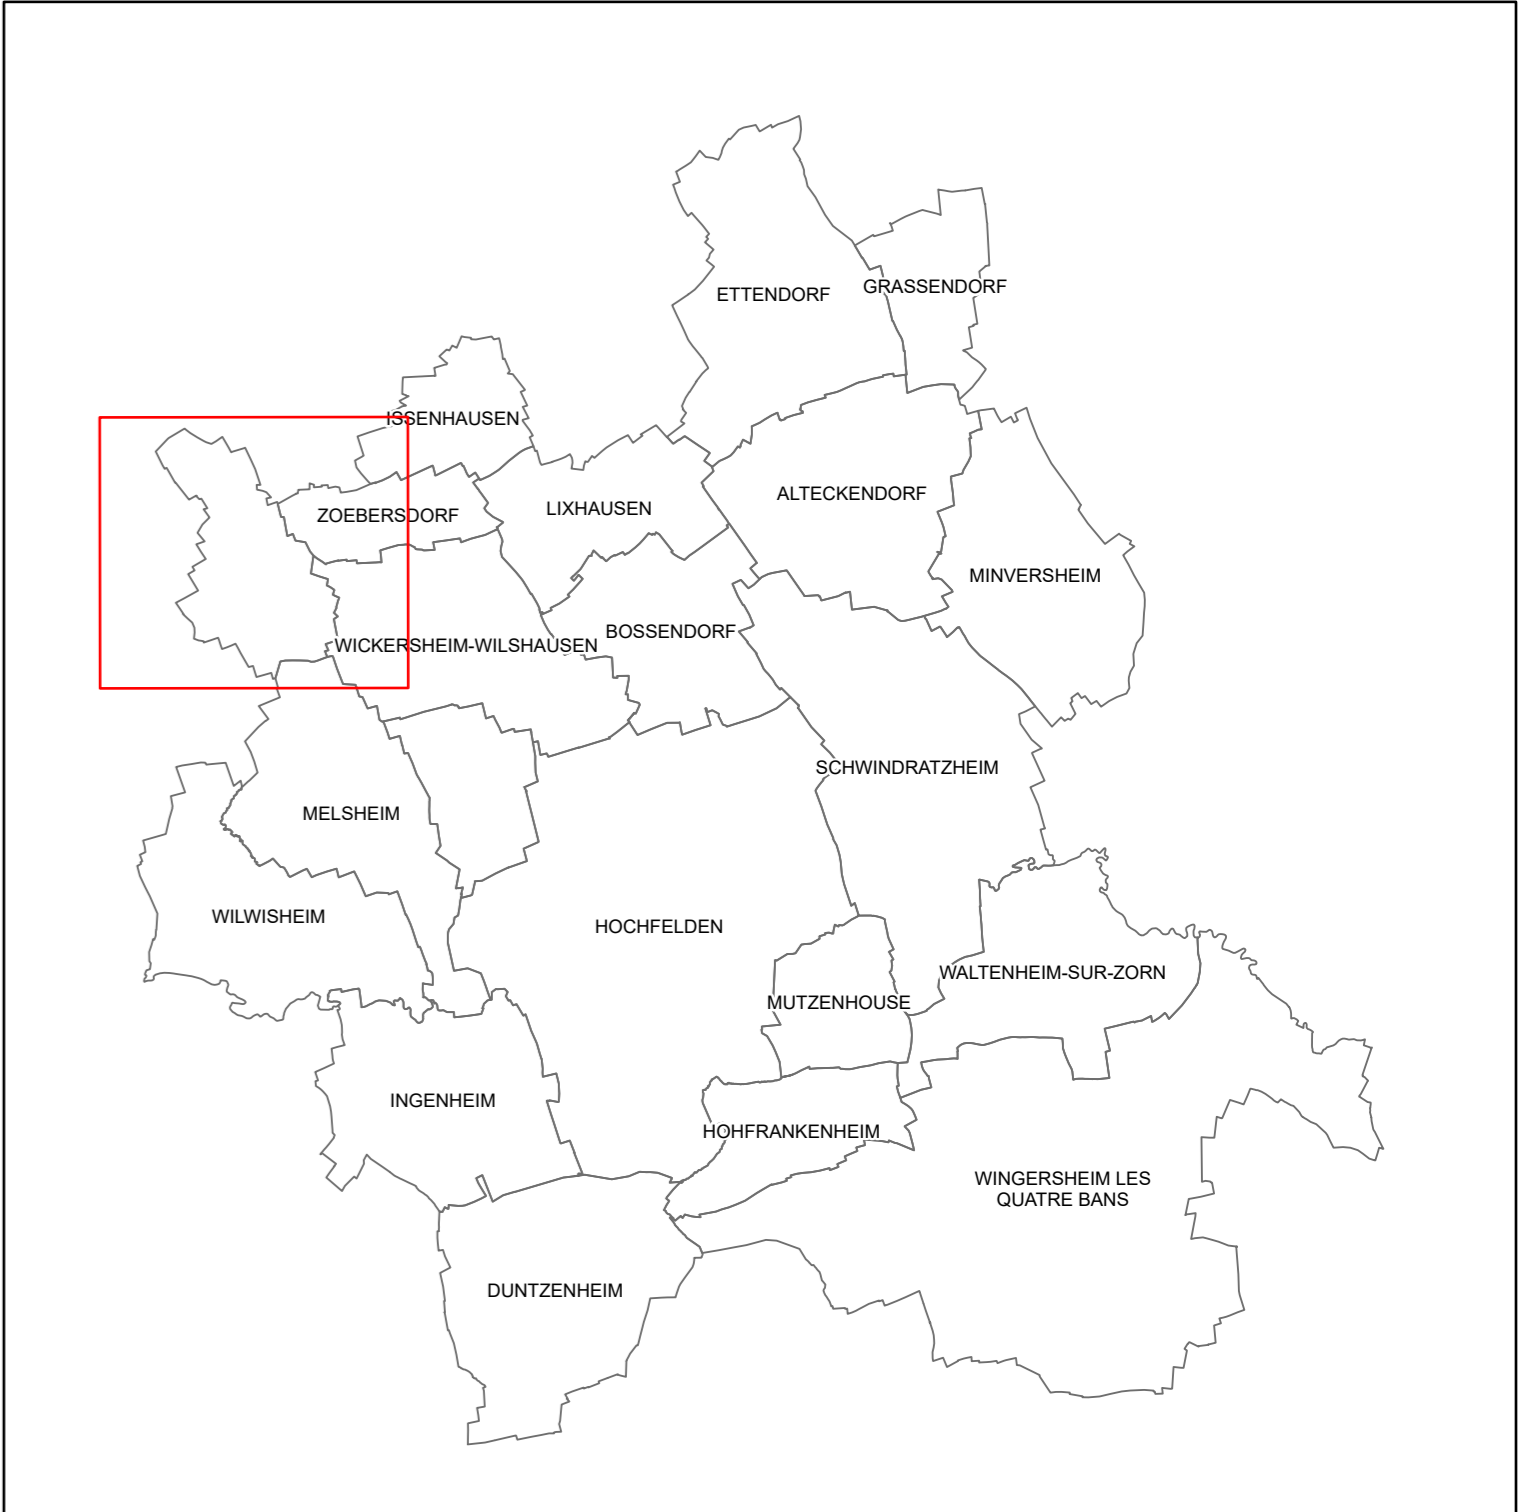 ETTENDORF
GRASSENDORF
ISSENHAUSEN
ALTECKENDORF
LIXHAUSEN
ZOEBERSDORF
MINVERSHEIM
BOSSENDORF
WICKERSHEIM-WILSHAUSEN
SCHWINDRATZHEIM
MELSHEIM
WILWISHEIM
HOCHFELDEN
WALTENHEIM-SUR-ZORN
MUTZENHOUSE
INGENHEIM
HOHFRANKENHEIM
WINGERSHEIM LES
QUATRE BANS
DUNTZENHEIM